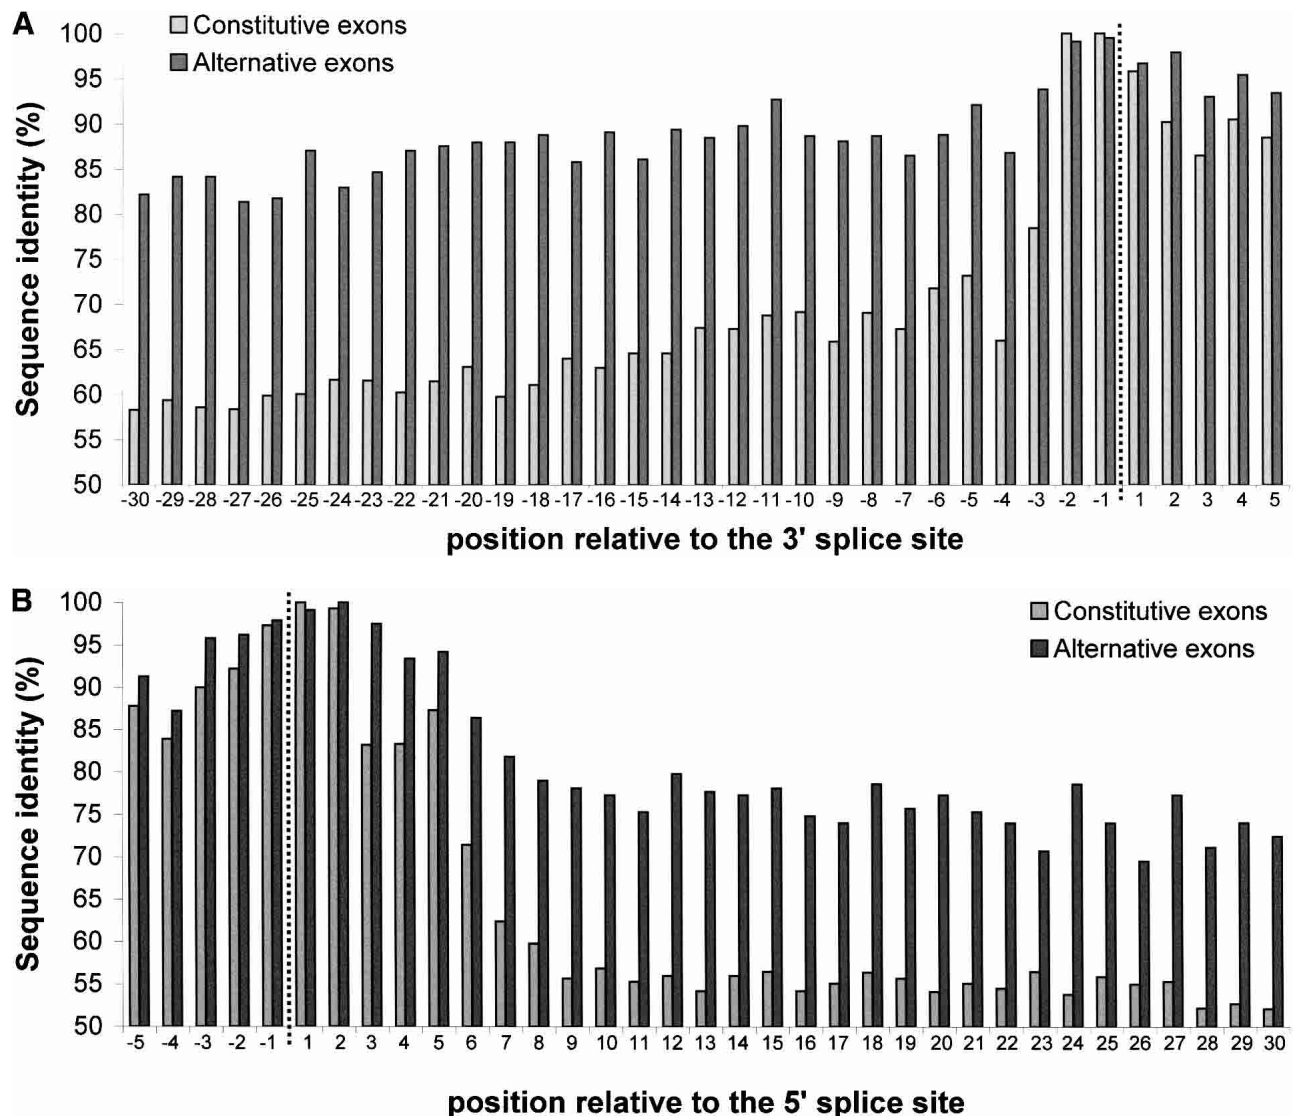 A
Constitutive exons
Alternative exons
Sequence identity (%)
100
95
90
85
80
75
70
65
60
55
50
-30 -29 -28 -27 -26 -25 -24 -23 -22 -21 -20 -19 -18 -17 -16 -15 -14 -13 -12 -11 -10 -9 -8 -7 -6 -5 -4 -3 -2 -1 1 2 3 4 5
position relative to the 3' splice site
B
Constitutive exons
Alternative exons
Sequence identity (%)
100
95
90
85
80
75
70
65
60
55
50
-5 -4 -3 -2 -1 1 2 3 4 5 6 7 8 9 10 11 12 13 14 15 16 17 18 19 20 21 22 23 24 25 26 27 28 29 30
position relative to the 5' splice site